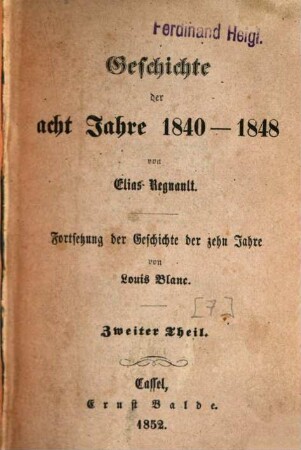 Ferdinand Helgl.
Geschichte
der
acht Jahre 1840 — 1848
von
Elias Regnault.
Fortsetzung der Geschichte der zehn Jahre
von
Louis Blanc.
[7]
Zweiter Theil.
Cassel,
Ernst Balde.
1852.